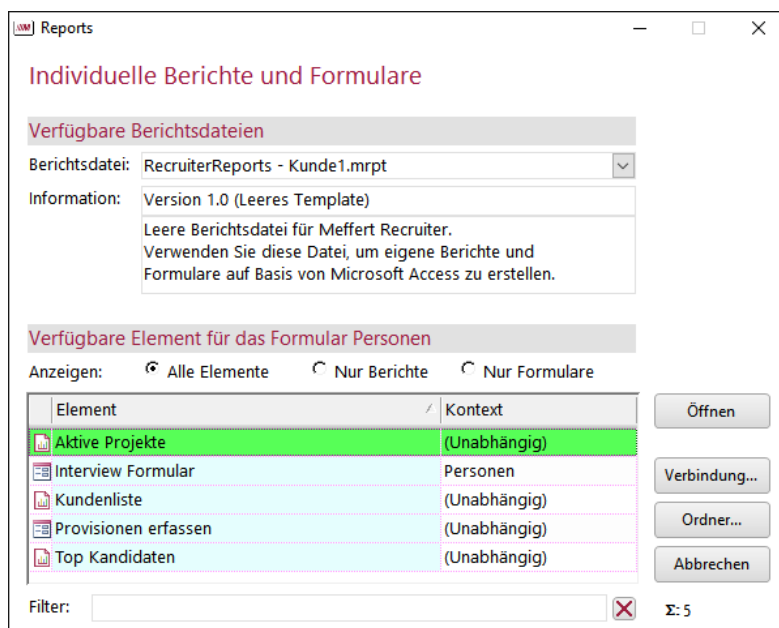 Reports
Individuelle Berichte und Formulare
Verfügbare Berichtsdateien
Berichtsdatei: RecruiterReports - Kunde1.mrpt
Information: Version 1.0 (Leeres Template)
Leere Berichtsdatei für Meffert Recruiter.
Verwenden Sie diese Datei, um eigene Berichte und
Formulare auf Basis von Microsoft Access zu erstellen.
Verfügbare Element für das Formular Personen
Anzeigen: Alle Elemente Nur Berichte Nur Formulare
Element Kontext Öffnen
Aktive Projekte (Unabhängig)
Interview Formular Personen Verbindung...
Kundenliste (Unabhängig)
Provisionen erfassen (Unabhängig) Ordner...
Top Kandidaten (Unabhängig) Abbrechen
Filter: Σ: 5